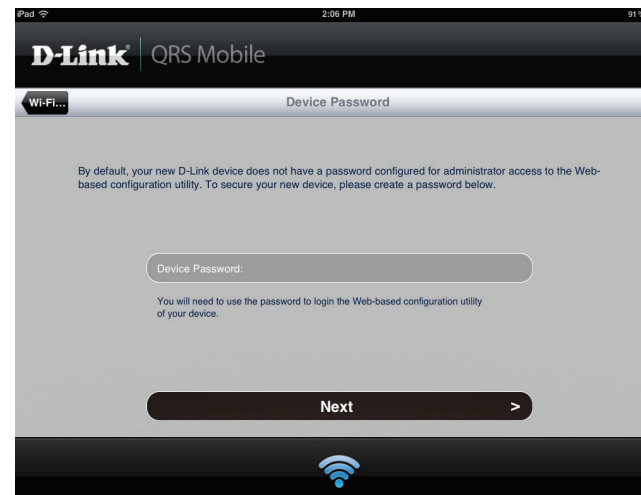 iPad 2:06 PM 91%
D-Link QRS Mobile
Wi-Fi... Device Password
By default, your new D-Link device does not have a password configured for administrator access to the Web-
based configuration utility. To secure your new device, please create a password below.
Device Password:
You will need to use the password to login the Web-based configuration utility
of your device.
Next >